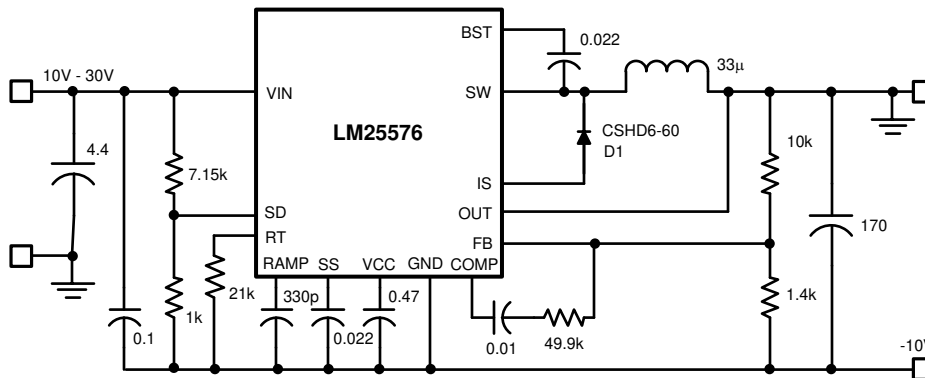 BST
0.022
10V - 30V
33μ
VIN
SW
LM25576
4.4
CSHD6-60
D1
10k
7.15k
IS
SD
OUT
170
RT
FB
RAMP
SS
VCC
GND
COMP
21k
330p
0.47
1.4k
1k
0.1
0.022
0.01
49.9k